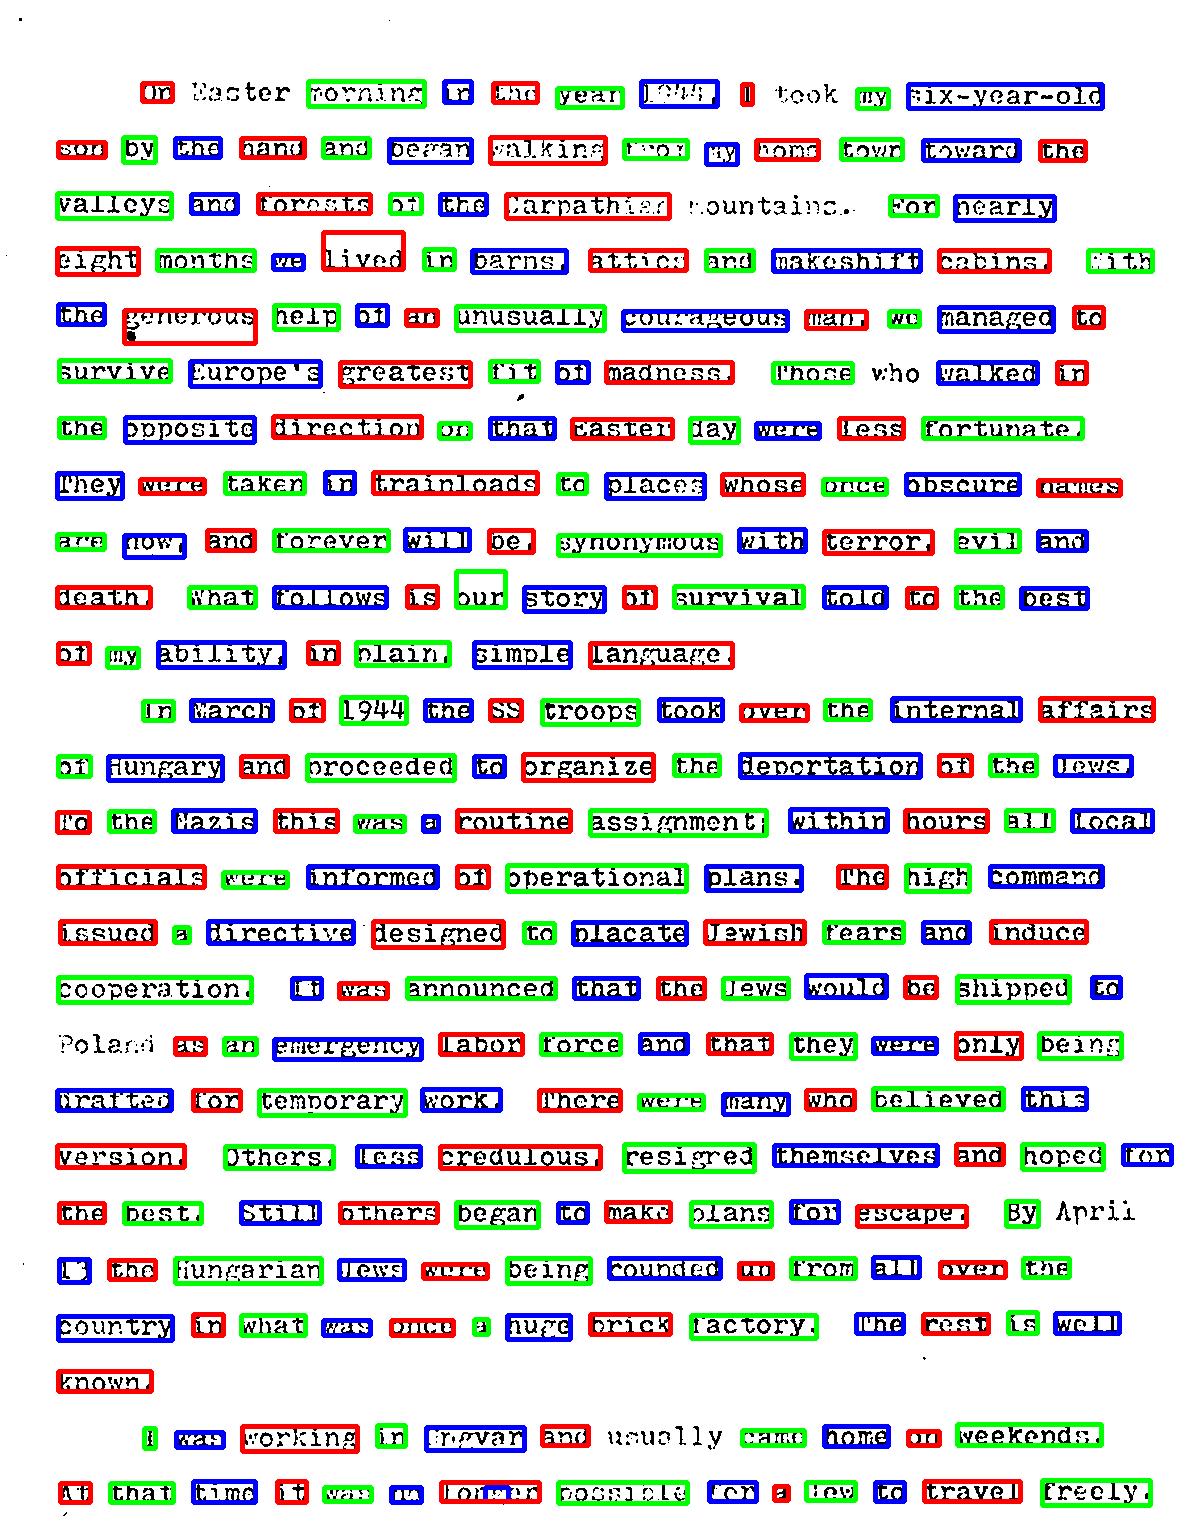 On Easter morning in the year 1944, I took my six-year-old
son by the hand and began walking from my home town toward the
valleys and forests of the Carpathian mountains. For nearly
eight months we lived in barns, attics and makeshift cabins. With
the generous help of an unusually courageous man, we managed to
survive Europe's greatest fit of madness. Those who walked in
the opposite direction on that Easter day were less fortunate.
They were taken in trainloads to places whose once obscure names
are now, and forever will be, synonymous with terror, evil and
death. What follows is our story of survival told to the best
of my ability, in plain, simple language.
In March of 1944 the SS troops took over the internal affairs
of Hungary and proceeded to organize the deportation of the Jews.
To the Nazis this was a routine assignment; within hours all local
officials were informed of operational plans. The high command
issued a directive designed to placate Jewish fears and induce
cooperation. It was announced that the Jews would be shipped to
Poland as an emergency labor force and that they were only being
drafted for temporary work. There were many who believed this
version. Others, less credulous, resigned themselves and hoped for
the best. Still others began to make plans for escape. By April
the Hungarian Jews were being rounded up from all over the
country in what was once a huge brick factory. The rest is well
known.
I was working in Ungvar and usually came home on weekends.
At that time it was no longer possible for a Jew to travel freely.